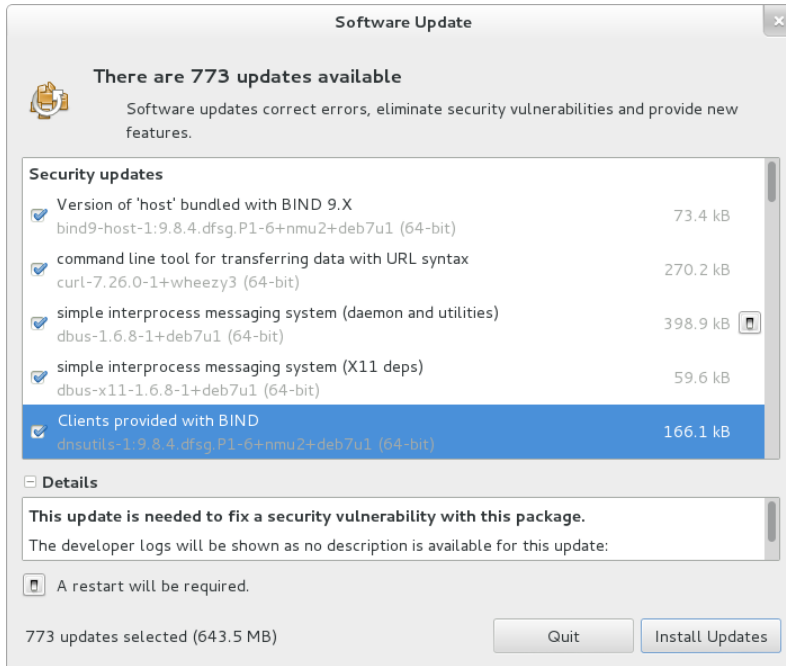 Software Update
There are 773 updates available
Software updates correct errors, eliminate security vulnerabilities and provide new
features.
Security updates
Version of 'host' bundled with BIND 9.X
bind9-host-1:9.8.4.dfsg.P1-6+nmu2+deb7u1 (64-bit)
73.4 kB
command line tool for transferring data with URL syntax
curl-7.26.0-1+wheezy3 (64-bit)
270.2 kB
simple interprocess messaging system (daemon and utilities)
dbus-1.6.8-1+deb7u1 (64-bit)
398.9 kB
simple interprocess messaging system (X11 deps)
dbus-x11-1.6.8-1+deb7u1 (64-bit)
59.6 kB
Clients provided with BIND
dnsutils-1:9.8.4.dfsg.P1-6+nmu2+deb7u1 (64-bit)
166.1 kB
Details
This update is needed to fix a security vulnerability with this package.
The developer logs will be shown as no description is available for this update:
A restart will be required.
773 updates selected (643.5 MB)
Quit
Install Updates